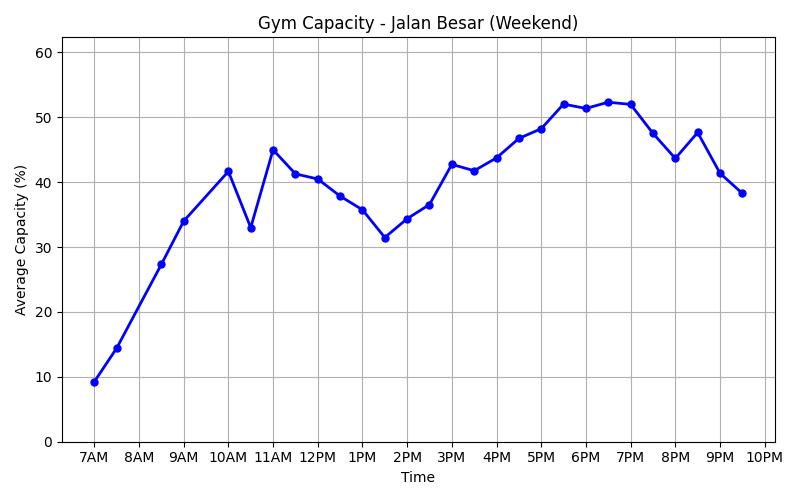 Gym Capacity - Jalan Besar (Weekend)
Average Capacity (%)
60
50
40
30
20
10
0
7AM 8AM 9AM 10AM 11AM 12PM 1PM 2PM 3PM 4PM 5PM 6PM 7PM 8PM 9PM 10PM
Time